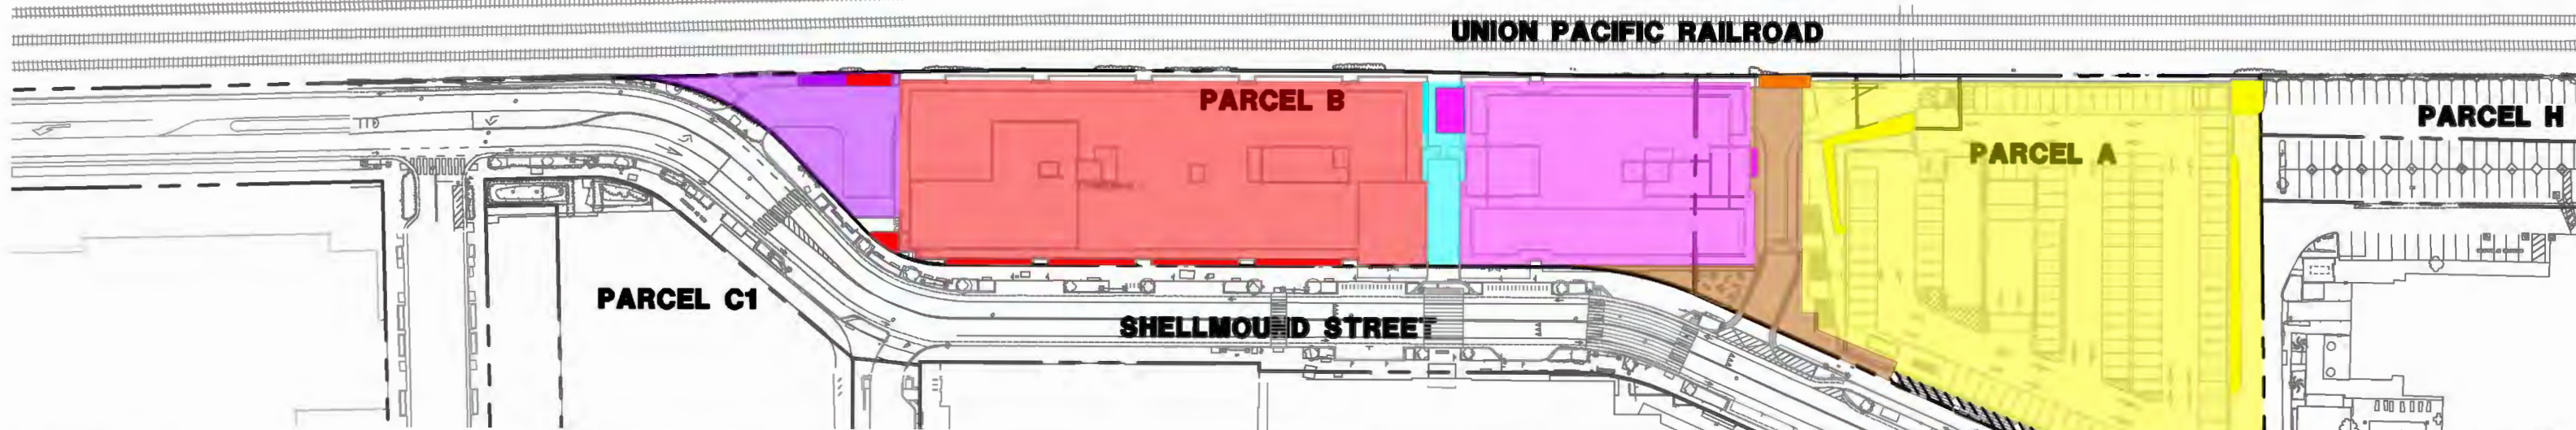 UNION PACIFIC RAILROAD
PARCEL B
PARCEL H
PARCEL A
PARCEL C1
SHELLMOUND STREET